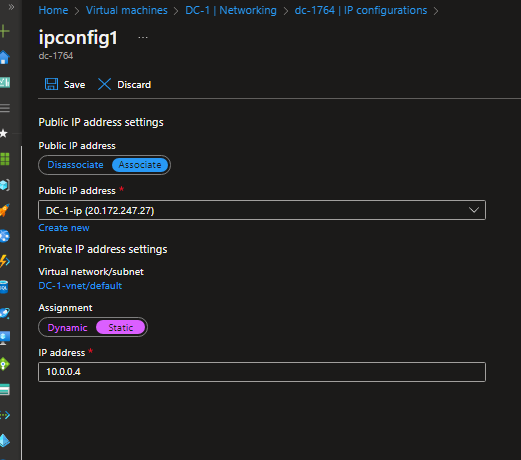 Home > Virtual machines > DC-1 | Networking > dc-1764 | IP configurations >
ipconfig1 ...
dc-1764
Save Discard
Public IP address settings
Public IP address
Disassociate Associate
Public IP address *
DC-1-ip (20.172.247.27)
Create new
Private IP address settings
Virtual network/subnet
DC-1-vnet/default
Assignment
Dynamic Static
IP address *
10.0.0.4